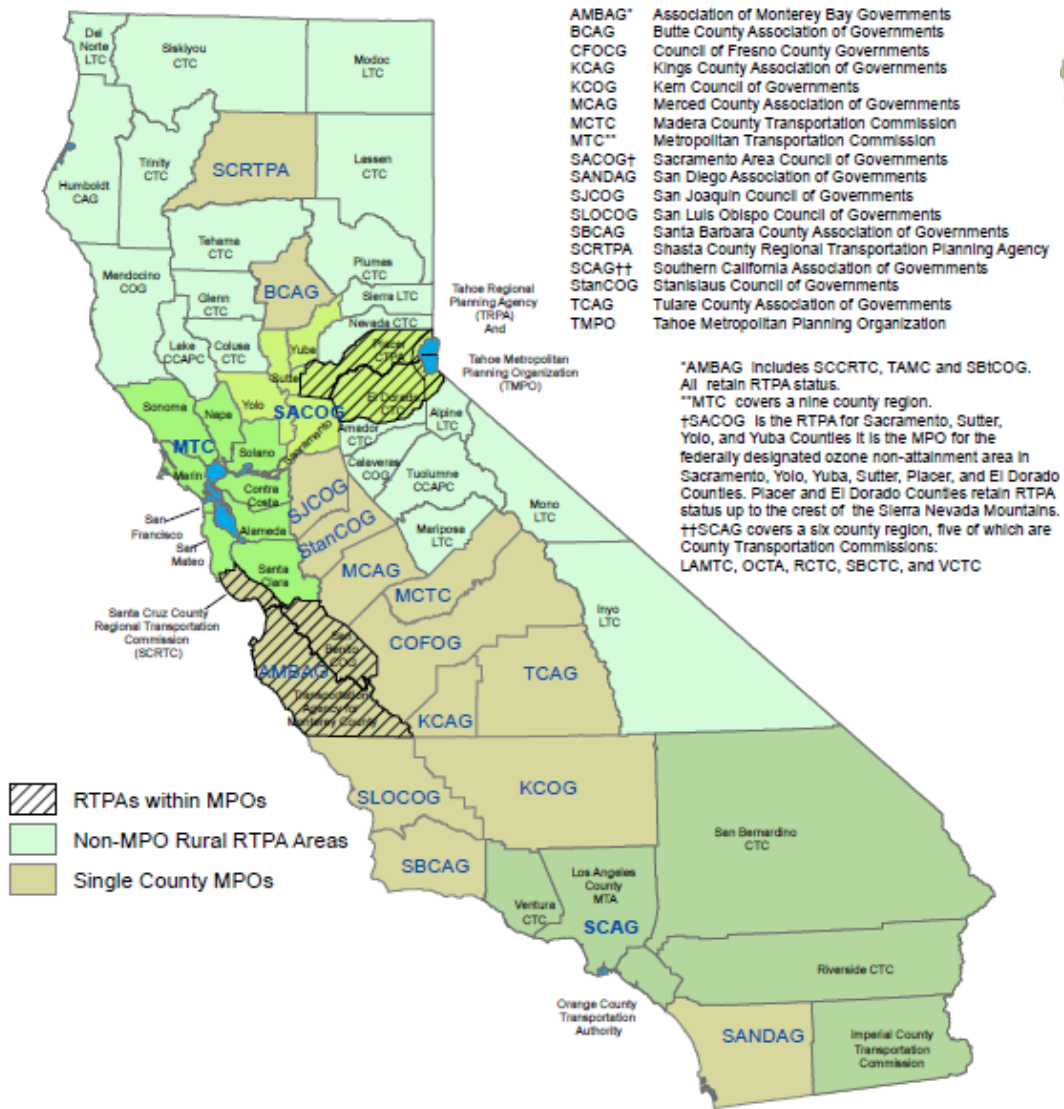 AMBAG* Association of Monterey Bay Governments
BCAG Butte County Association of Governments
CFOCG Council of Fresno County Governments
KCAG Kings County Association of Governments
KCOG Kern Council of Governments
MCAG Merced County Association of Governments
MCTC Madera County Transportation Commission
MTC** Metropolitan Transportation Commission
SACOG† Sacramento Area Council of Governments
SANDAG San Diego Association of Governments
SJCOG San Joaquin Council of Governments
SLOCOG San Luis Obispo Council of Governments
SBCAG Santa Barbara County Association of Governments
SCRTPA Shasta County Regional Transportation Planning Agency
SCAG†† Southern California Association of Governments
StanCOG Stanislaus Council of Governments
TCAG Tulare County Association of Governments
TMPO Tahoe Metropolitan Planning Organization
*AMBAG includes SCCRTC, TAMC and SBtCOG.
All retain RTPA status.
**MTC covers a nine county region.
†SACOG is the RTPA for Sacramento, Sutter,
Yolo, and Yuba Counties It is the MPO for the
federally designated ozone non-attainment area in
Sacramento, Yolo, Yuba, Sutter, Placer, and El Dorado
Counties. Placer and El Dorado Counties retain RTPA
status up to the crest of the Sierra Nevada Mountains.
††SCAG covers a six county region, five of which are
County Transportation Commissions:
LAMTC, OCTA, RCTC, SBCTC, and VCTC
Del
Norte
LTC
Siskiyou
CTC
Modoc
LTC
Humboldt
CAG
Trinity
CTC
SCRTPA
Lassen
CTC
Tehama
CTC
Plumas
CTC
Mendocino
COG
Glenn
CTC
BCAG
Sierra LTC
Nevada CTC
Tahoe Regional
Planning Agency
(TRPA)
And
Tahoe Metropolitan
Planning Organization
(TMPO)
Lake
CCAPC
Colusa
CTC
Yuba
Sutter
Placer
CTPA
El Dorado
CTC
Sonoma
Napa
Yolo
SACOG
Sacramento
Alpine
LTC
Amador
CTC
MTC
Solano
Calaveras
COG
Tuolumne
CCAPC
Mono
LTC
Marin
Contra
Costa
SJCOG
San
Francisco
Alameda
StanCOG
Mariposa
LTC
San
Mateo
Santa
Clara
MCAG
MCTC
Inyo
LTC
Santa Cruz County
Regional Transportation
Commission
(SCRTC)
San
Benito
COG
COFOG
AMBAG
TCAG
Transportation
Agency for
Monterey County
KCAG
SLOCOG
KCOG
San Bernardino
CTC
SBCAG
Ventura
CTC
Los Angeles
County
MTA
SCAG
Riverside CTC
Orange County
Transportation
Authority
SANDAG
Imperial County
Transportation
Commission
RTPAs within MPOs
Non-MPO Rural RTPA Areas
Single County MPOs